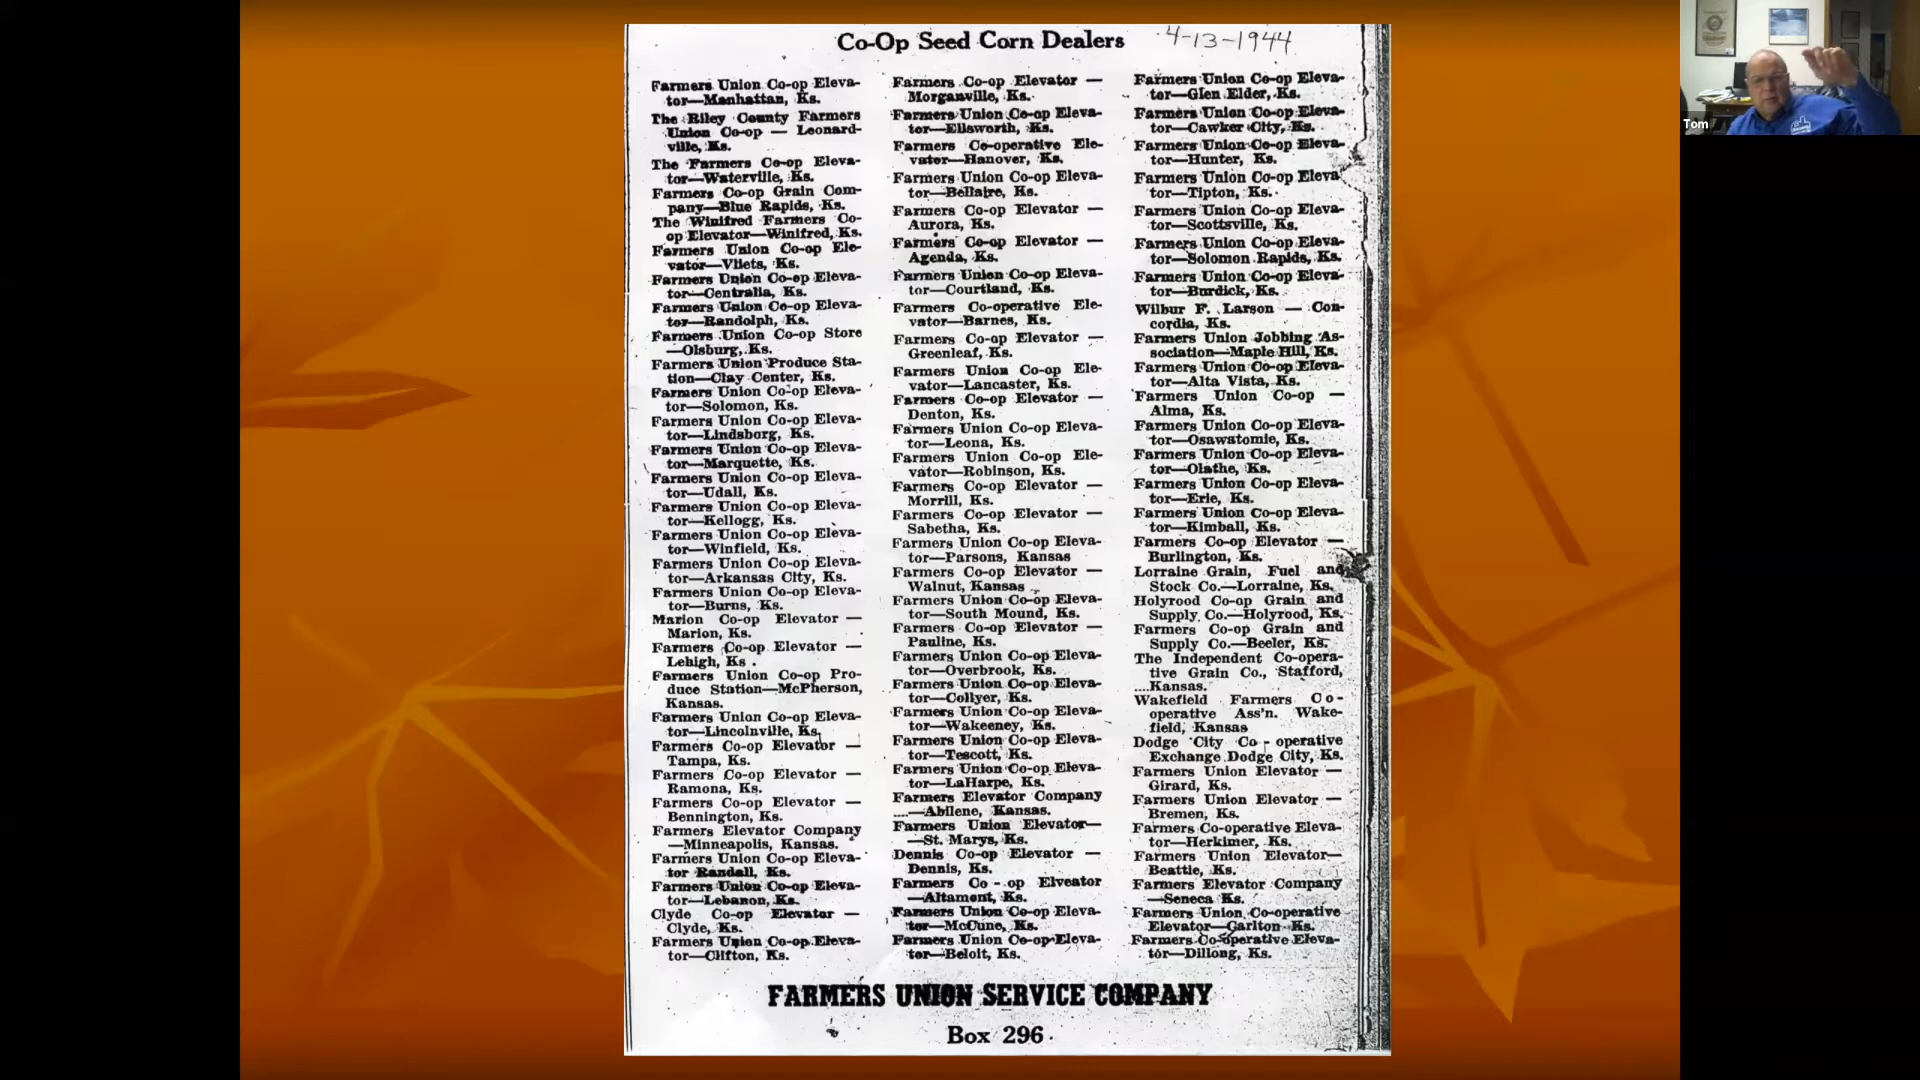 Co-Op Seed Corn Dealers
4-13-1944
Farmers Union Co-op Eleva-
tor—Manhattan, Ks.
The Riley County Farmers
Union Co-op — Leonard-
ville, Ks.
The Farmers Co-op Eleva-
tor—Waterville, Ks.
Farmers Co-op Grain Com-
pany—Blue Rapids, Ks.
The Winifred Farmers Co-
op Elevator—Winifred, Ks.
Farmers Union Co-op Ele-
vator—Vliets, Ks.
Farmers Union Co-op Eleva-
tor—Centralia, Ks.
Farmers Union Co-op Eleva-
tor—Randolph, Ks.
Farmers Union Co-op Store
—Olsburg, Ks.
Farmers Union Produce Sta-
tion—Clay Center, Ks.
Farmers Union Co-op Eleva-
tor—Solomon, Ks.
Farmers Union Co-op Eleva-
tor—Lindsborg, Ks.
Farmers Union Co-op Eleva-
tor—Marquette, Ks.
Farmers Union Co-op Eleva-
tor—Udall, Ks.
Farmers Union Co-op Eleva-
tor—Kellogg, Ks.
Farmers Union Co-op Eleva-
tor—Winfield, Ks.
Farmers Union Co-op Eleva-
tor—Arkansas City, Ks.
Farmers Union Co-op Eleva-
tor—Burns, Ks.
Marion Co-op Elevator —
Marion, Ks.
Farmers Co-op Elevator —
Lehigh, Ks .
Farmers Union Co-op Pro-
duce Station—McPherson,
Kansas.
Farmers Union Co-op Eleva-
tor—Lincolnville, Ks.
Farmers Co-op Elevator —
Tampa, Ks.
Farmers Co-op Elevator —
Ramona, Ks.
Farmers Co-op Elevator —
Bennington, Ks.
Farmers Elevator Company
—Minneapolis, Kansas.
Farmers Union Co-op Eleva-
tor Randall, Ks.
Farmers Union Co-op Eleva-
tor—Lebanon, Ks.
Clyde Co-op Elevator —
Clyde, Ks.
Farmers Union Co-op Eleva-
tor—Clifton, Ks.
Farmers Co-op Elevator —
Morganville, Ks.
Farmers Union Co-op Eleva-
tor—Ellsworth, Ks.
Farmers Co-operative Ele-
vator—Hanover, Ks.
Farmers Union Co-op Eleva-
tor—Bellaire, Ks.
Farmers Co-op Elevator —
Aurora, Ks.
Farmers Co-op Elevator —
Agenda, Ks.
Farmers Union Co-op Eleva-
tor—Courtland, Ks.
Farmers Co-operative Ele-
vator—Barnes, Ks.
Farmers Co-op Elevator —
Greenleaf, Ks.
Farmers Union Co-op Ele-
vator—Lancaster, Ks.
Farmers Co-op Elevator —
Denton, Ks.
Farmers Union Co-op Eleva-
tor—Leona, Ks.
Farmers Union Co-op Ele-
vator—Robinson, Ks.
Farmers Co-op Elevator —
Morrill, Ks.
Farmers Co-op Elevator —
Sabetha, Ks.
Farmers Union Co-op Eleva-
tor—Parsons, Kansas
Farmers Co-op Elevator —
Walnut, Kansas
Farmers Union Co-op Eleva-
tor—South Mound, Ks.
Farmers Co-op Elevator —
Pauline, Ks.
Farmers Union Co-op Eleva-
tor—Overbrook, Ks.
Farmers Union Co-op Eleva-
tor—Collyer, Ks.
Farmers Union Co-op Eleva-
tor—Wakeeney, Ks.
Farmers Union Co-op Eleva-
tor—Tescott, Ks.
Farmers Union Co-op Eleva-
tor—LaHarpe, Ks.
Farmers Elevator Company
....—Abilene, Kansas.
Farmers Union Elevator—
—St. Marys, Ks.
Dennis Co-op Elevator —
Dennis, Ks.
Farmers Co - op Elveator
—Altamont, Ks.
Farmers Union Co-op Eleva-
tor—McCune, Ks.
Farmers Union Co-op Eleva-
tor—Beloit, Ks.
Farmers Union Co-op Eleva-
tor—Glen Elder, Ks.
Farmers Union Co-op Eleva-
tor—Cawker City, Ks.
Farmers Union Co-op Eleva-
tor—Hunter, Ks.
Farmers Union Co-op Eleva-
tor—Tipton, Ks.
Farmers Union Co-op Eleva-
tor—Scottsville, Ks.
Farmers Union Co-op Eleva-
tor—Solomon Rapids, Ks.
Farmers Union Co-op Eleva-
tor—Burdick, Ks.
Wilbur F. Larson — Con-
cordia, Ks.
Farmers Union Jobbing As-
sociation—Maple Hill, Ks.
Farmers Union Co-op Eleva-
tor—Alta Vista, Ks.
Farmers Union Co-op —
Alma, Ks.
Farmers Union Co-op Eleva-
tor—Osawatomie, Ks.
Farmers Union Co-op Eleva-
tor—Olathe, Ks.
Farmers Union Co-op Eleva-
tor—Erie, Ks.
Farmers Union Co-op Eleva-
tor—Kimball, Ks.
Farmers Co-op Elevator —
Burlington, Ks.
Lorraine Grain, Fuel and
Stock Co.—Lorraine, Ks.
Holyrood Co-op Grain and
Supply Co.—Holyrood, Ks.
Farmers Co-op Grain and
Supply Co.—Beeler, Ks.
The Independent Co-opera-
tive Grain Co., Stafford,
....Kansas.
Wakefield Farmers Co-
operative Ass'n. Wake-
field, Kansas
Dodge City Co - operative
Exchange Dodge City, Ks.
Farmers Union Elevator —
Girard, Ks.
Farmers Union Elevator —
Bremen, Ks.
Farmers Co-operative Eleva-
tor—Herkimer, Ks.
Farmers Union Elevator—
Beattie, Ks.
Farmers Elevator Company
—Seneca Ks.
Farmers Union Co-operative
Elevator—Garlton Ks.
Farmers Co-operative Eleva-
tor—Dillong, Ks.
FARMERS UNION SERVICE COMPANY
Box 296
Tom